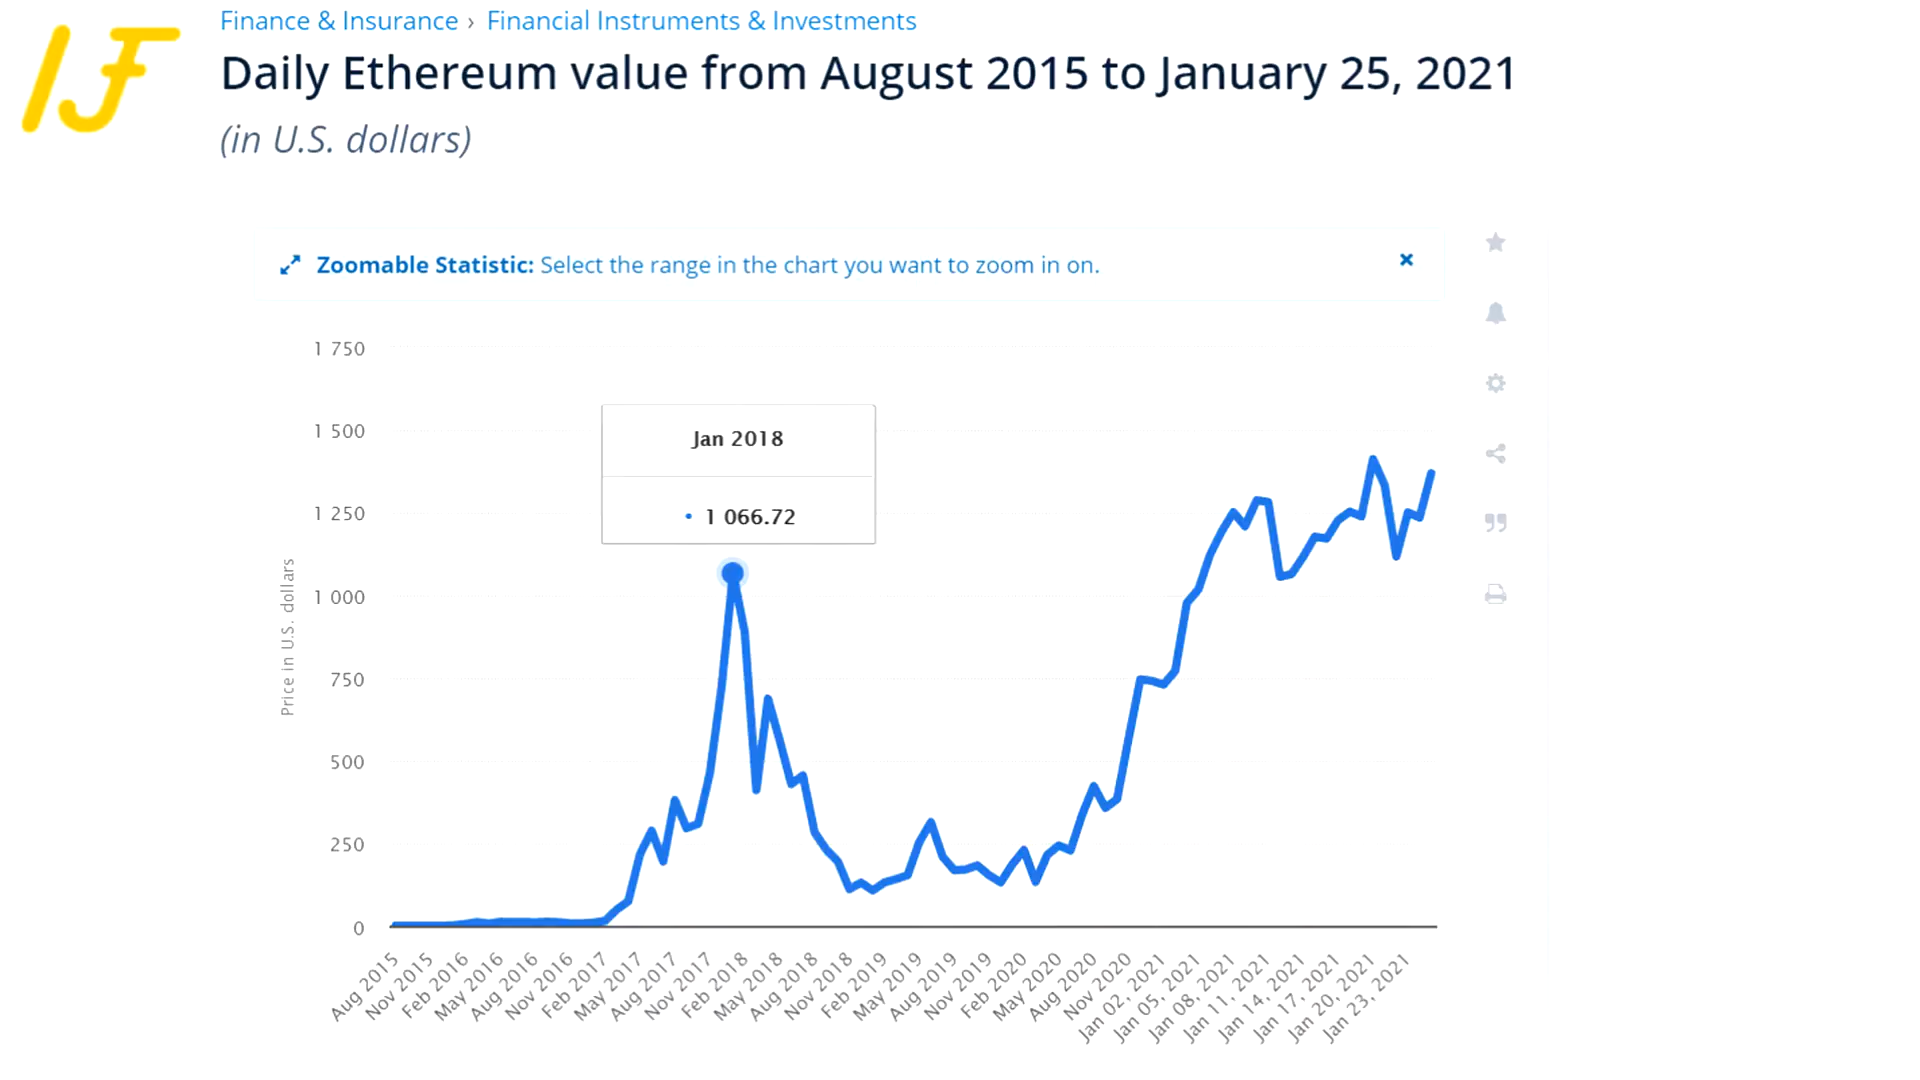 Finance & Insurance › Financial Instruments & Investments
Daily Ethereum value from August 2015 to January 25, 2021
(in U.S. dollars)
Zoomable Statistic: Select the range in the chart you want to zoom in on.
1 750
1 500
1 250
1 000
750
500
250
0
Price in U.S. dollars
Jan 2018
• 1 066.72
Aug 2015
Nov 2015
Feb 2016
May 2016
Aug 2016
Nov 2016
Feb 2017
May 2017
Aug 2017
Nov 2017
Feb 2018
May 2018
Aug 2018
Nov 2018
Feb 2019
May 2019
Aug 2019
Nov 2019
Feb 2020
May 2020
Aug 2020
Nov 2020
Jan 02, 2021
Jan 05, 2021
Jan 08, 2021
Jan 11, 2021
Jan 14, 2021
Jan 17, 2021
Jan 20, 2021
Jan 23, 2021